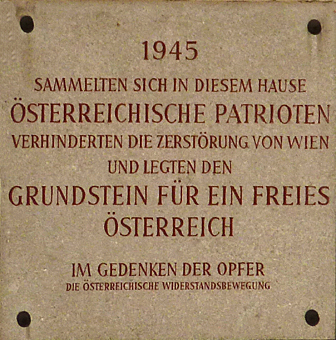 1945
SAMMELTEN SICH IN DIESEM HAUSE
ÖSTERREICHISCHE PATRIOTEN
VERHINDERTEN DIE ZERSTÖRUNG VON WIEN
UND LEGTEN DEN
GRUNDSTEIN FÜR EIN FREIES
ÖSTERREICH
IM GEDENKEN DER OPFER
DIE ÖSTERREICHISCHE WIDERSTANDSBEWEGUNG